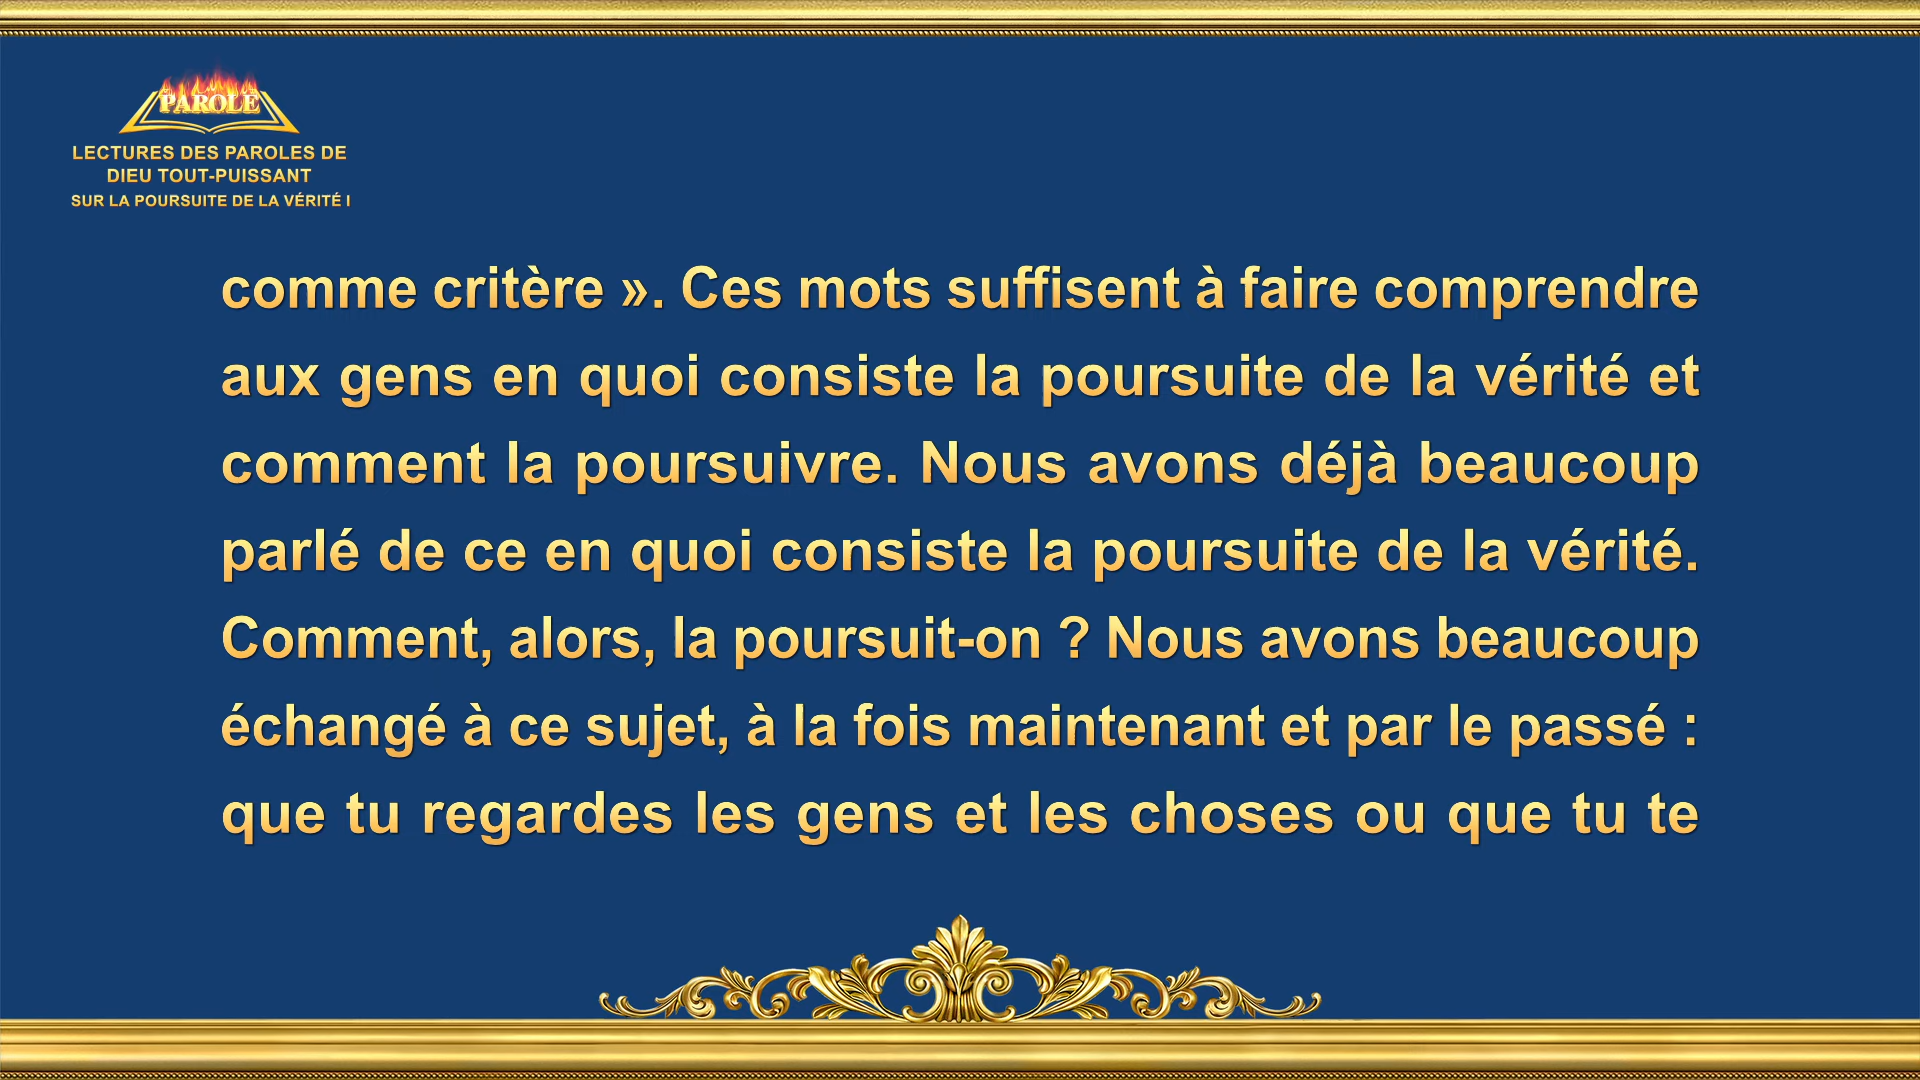 PAROLE
LECTURES DES PAROLES DE
DIEU TOUT-PUISSANT
SUR LA POURSUITE DE LA VÉRITÉ I
comme critère ». Ces mots suffisent à faire comprendre
aux gens en quoi consiste la poursuite de la vérité et
comment la poursuivre. Nous avons déjà beaucoup
parlé de ce en quoi consiste la poursuite de la vérité.
Comment, alors, la poursuit-on ? Nous avons beaucoup
échangé à ce sujet, à la fois maintenant et par le passé :
que tu regardes les gens et les choses ou que tu te